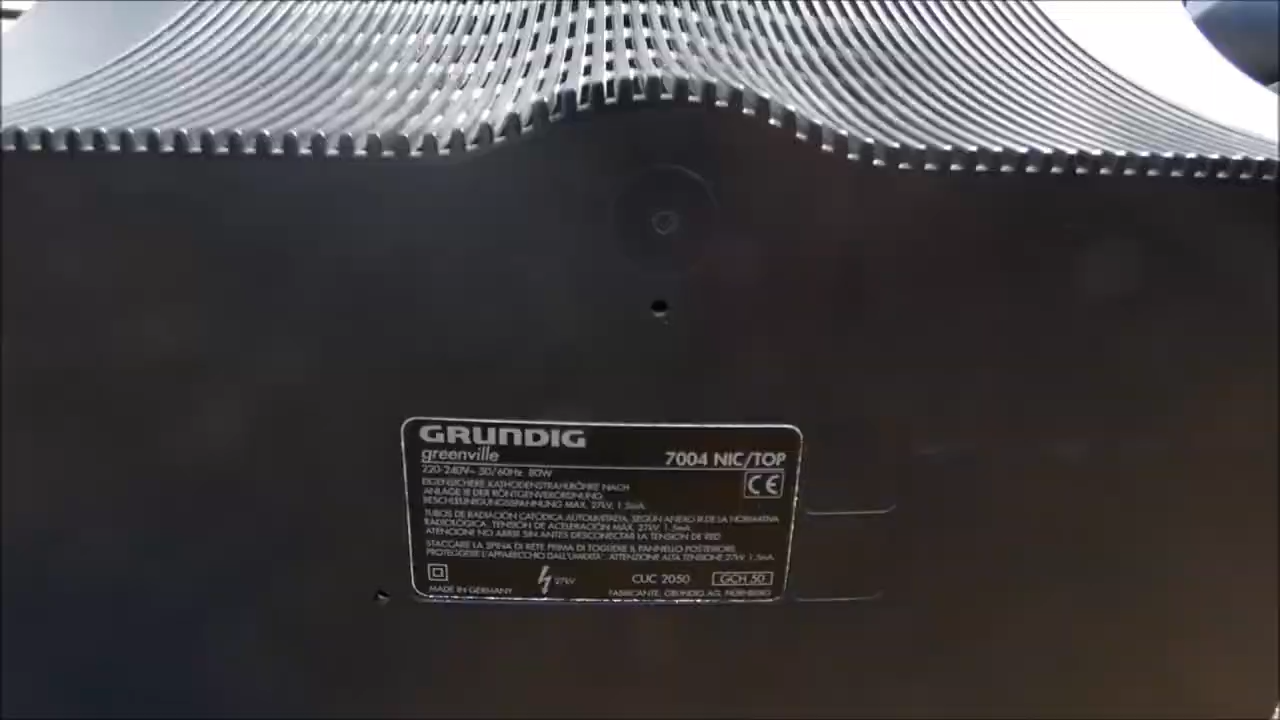 GRUNDIG
greenville
7004 NIC/TOP
220-240V~ 50/60Hz 80W
CE
EIGENSICHERE KATHODENSTRAHLRÖHRE NACH
ANLAGE III DER RÖNTGENVERORDNUNG
BESCHLEUNIGUNGSSPANNUNG MAX. 27kV, 1.5mA
TUBOS DE RADIACIÓN CATÓDICA AUTOLIMITADA, SEGÚN ANEXO III DE LA NORMATIVA
RADIOLÓGICA. TENSIÓN DE ACELERACIÓN MAX. 27kV, 1.5mA
ATENCIÓN! NO ABRIR SIN ANTES DESCONECTAR LA TENSION DE RED
STACCARE LA SPINA DI RETE PRIMA DI TOGLIERE IL PANNELLO POSTERIORE.
PROTEGGERE L'APPARECCHIO DALL'UMIDITA'. ATTENZIONE ALTA TENSIONE 27kV, 1.5mA
27kV
CUC 2050
GCH 50
MADE IN GERMANY
FABRICANTE, GRUNDIG AG, NÜRNBERG